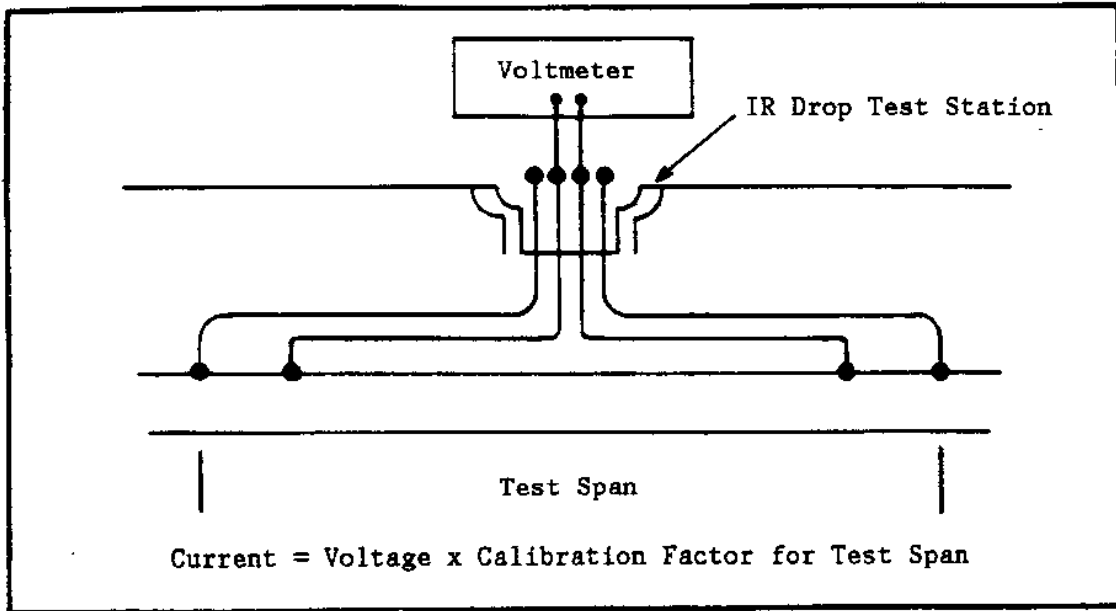 Voltmeter
IR Drop Test Station
Test Span
Current = Voltage x Calibration Factor for Test Span